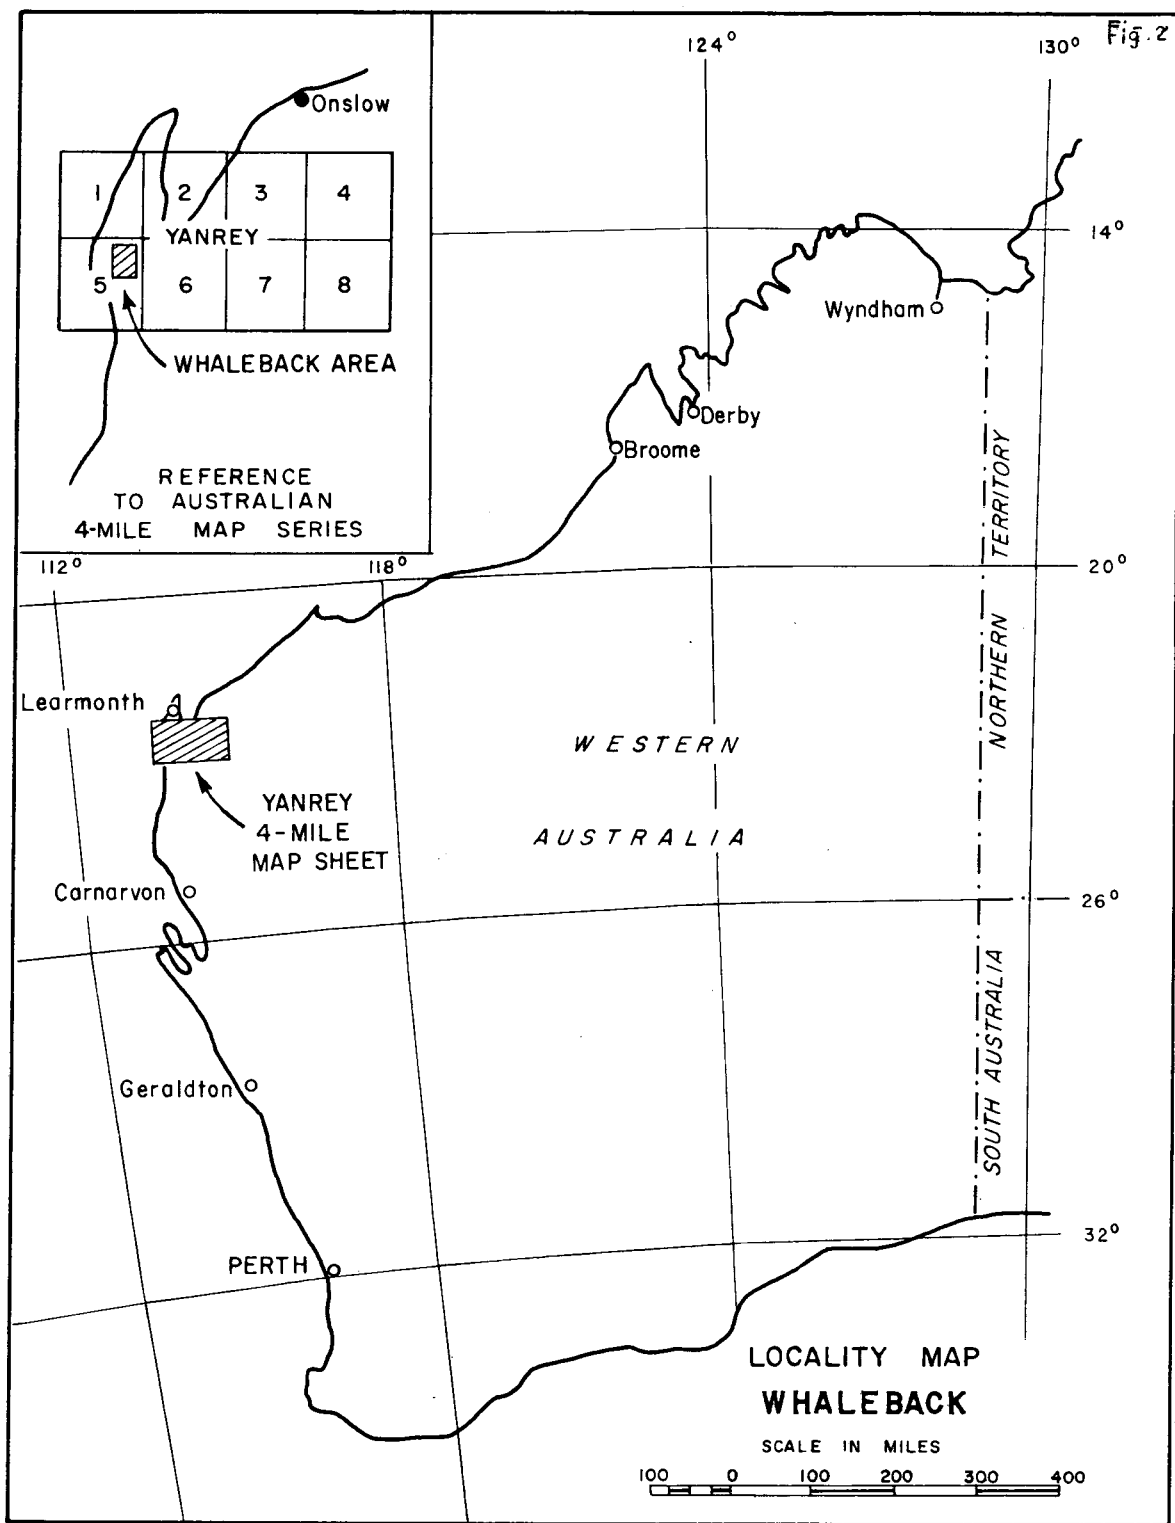 Fig. 2
124°
130°
Onslow
1
2
3
4
YANREY
5
6
7
8
WHALEBACK AREA
REFERENCE
TO AUSTRALIAN
4-MILE MAP SERIES
14°
Wyndham
Derby
Broome
112°
118°
20°
NORTHERN TERRITORY
Learmonth
WESTERN
AUSTRALIA
YANREY
4-MILE
MAP SHEET
Carnarvon
26°
SOUTH AUSTRALIA
Geraldton
32°
PERTH
LOCALITY MAP
WHALEBACK
SCALE IN MILES
100 0 100 200 300 400